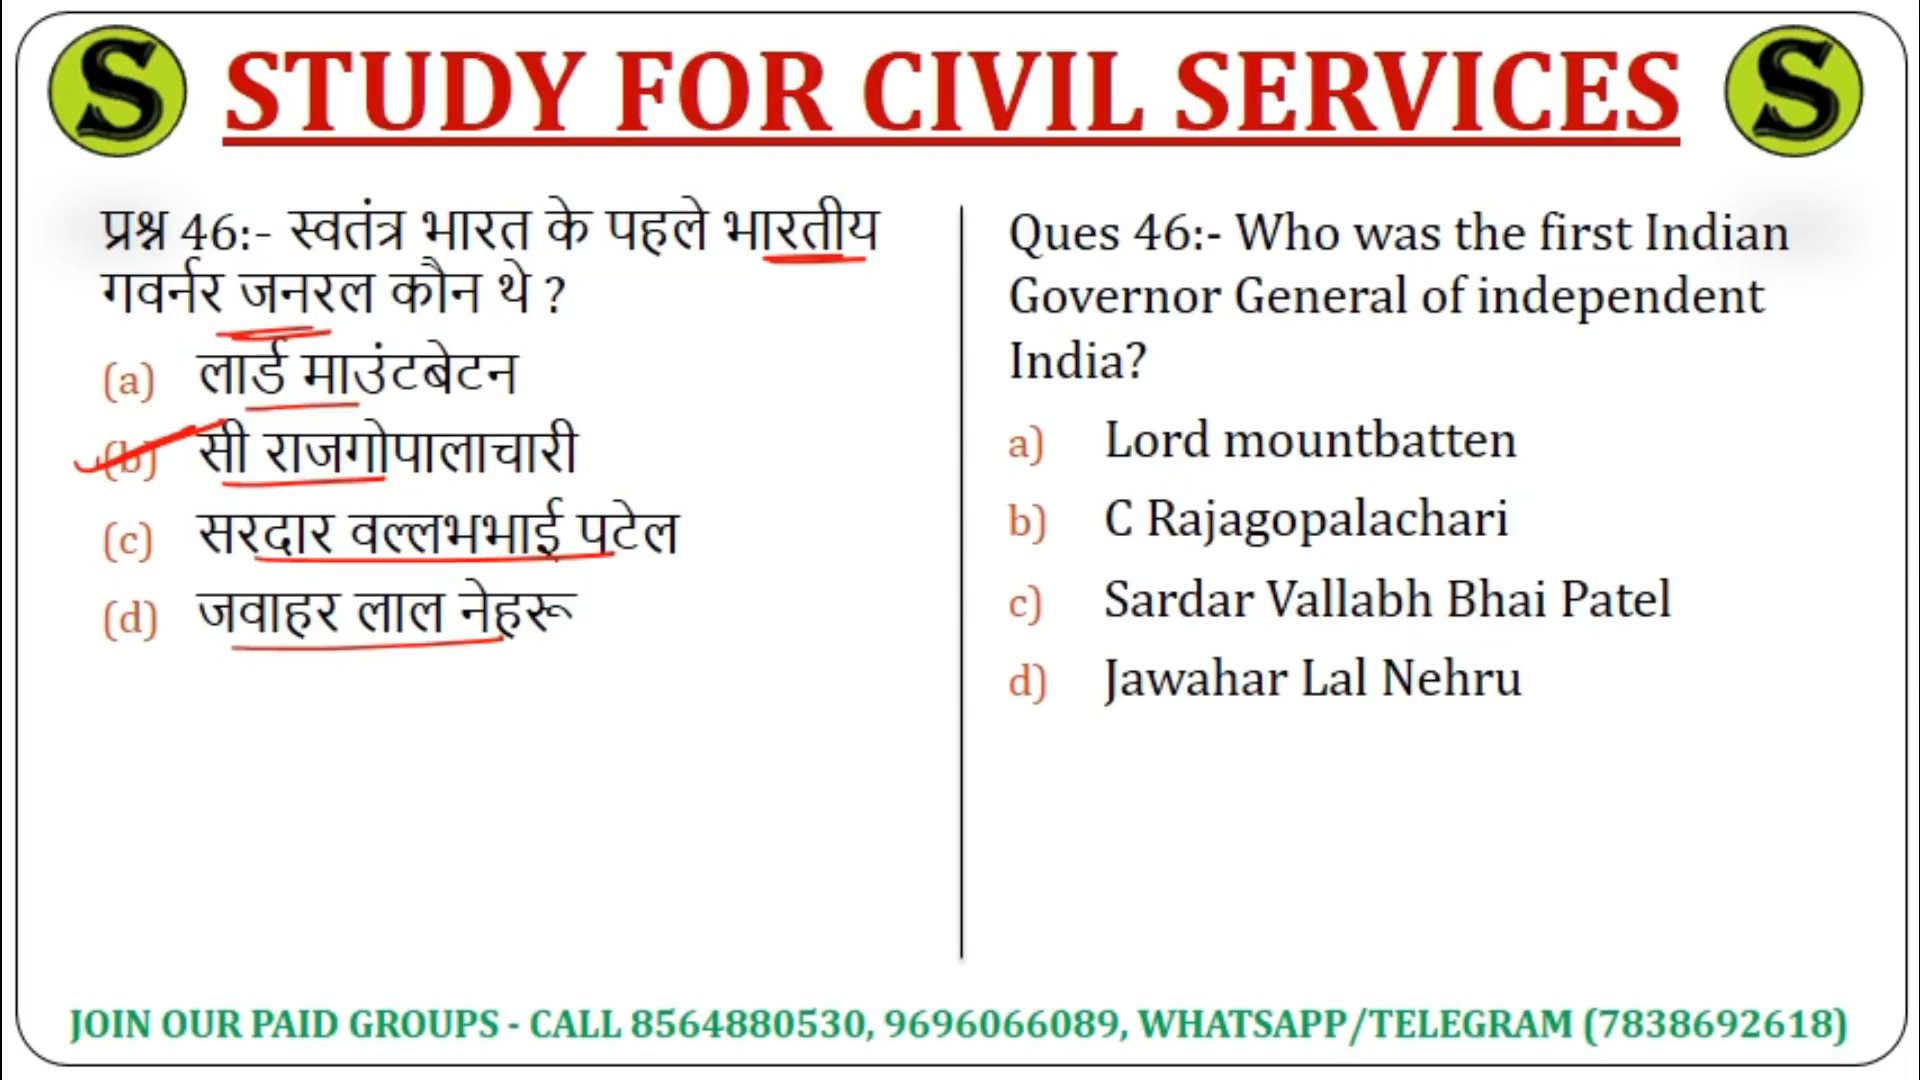 S STUDY FOR CIVIL SERVICES S
प्रश्न 46:- स्वतंत्र भारत के पहले भारतीय
गवर्नर जनरल कौन थे ?
(a) लार्ड माउंटबेटन
(b) सी राजगोपालाचारी
(c) सरदार वल्लभभाई पटेल
(d) जवाहर लाल नेहरू
Ques 46:- Who was the first Indian
Governor General of independent
India?
a) Lord mountbatten
b) C Rajagopalachari
c) Sardar Vallabh Bhai Patel
d) Jawahar Lal Nehru
JOIN OUR PAID GROUPS - CALL 8564880530, 9696066089, WHATSAPP/TELEGRAM (7838692618)